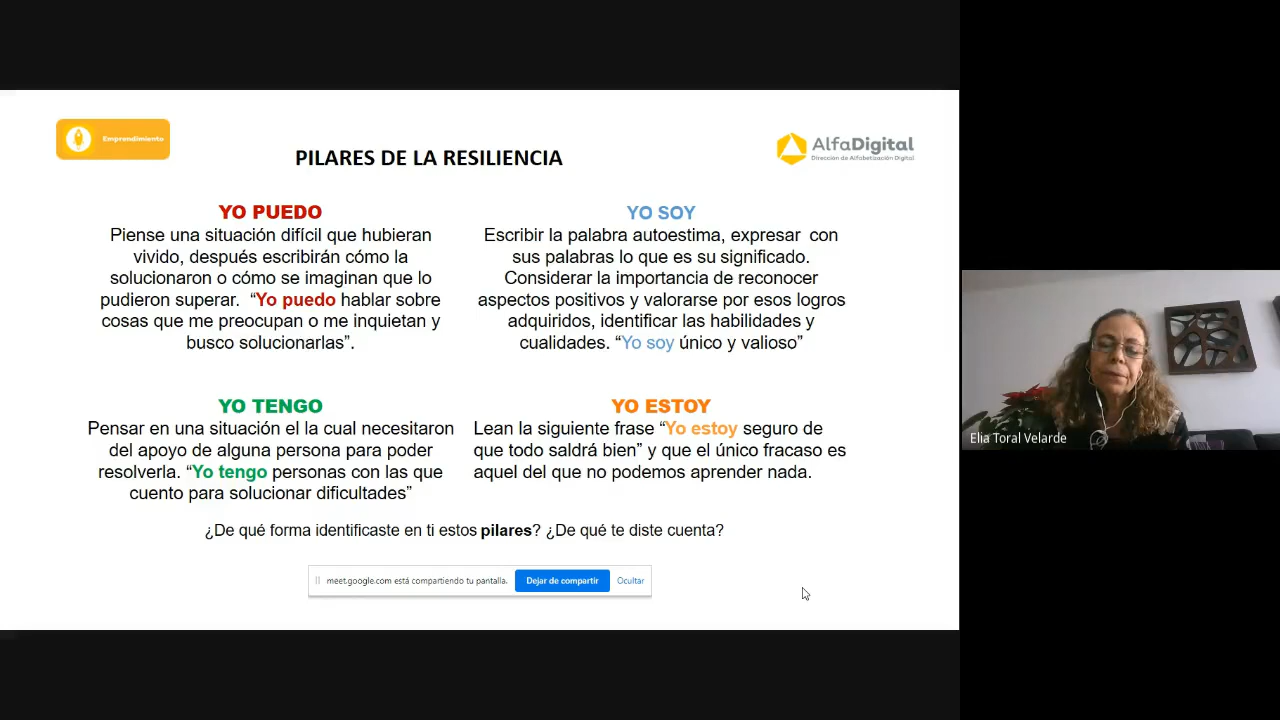 Emprendimiento
AlfaDigital
Dirección de Alfabetización Digital
PILARES DE LA RESILIENCIA
YO PUEDO
Piense una situación difícil que hubieran
vivido, después escribirán cómo la
solucionaron o cómo se imaginan que lo
pudieron superar. “Yo puedo hablar sobre
cosas que me preocupan o me inquietan y
busco solucionarlas”.
YO SOY
Escribir la palabra autoestima, expresar con
sus palabras lo que es su significado.
Considerar la importancia de reconocer
aspectos positivos y valorarse por esos logros
adquiridos, identificar las habilidades y
cualidades. “Yo soy único y valioso”
YO TENGO
Pensar en una situación el la cual necesitaron
del apoyo de alguna persona para poder
resolverla. “Yo tengo personas con las que
cuento para solucionar dificultades”
YO ESTOY
Lean la siguiente frase “Yo estoy seguro de
que todo saldrá bien” y que el único fracaso es
aquel del que no podemos aprender nada.
¿De qué forma identificaste en ti estos pilares? ¿De qué te diste cuenta?
meet.google.com está compartiendo tu pantalla.
Dejar de compartir
Ocultar
Elia Toral Velarde